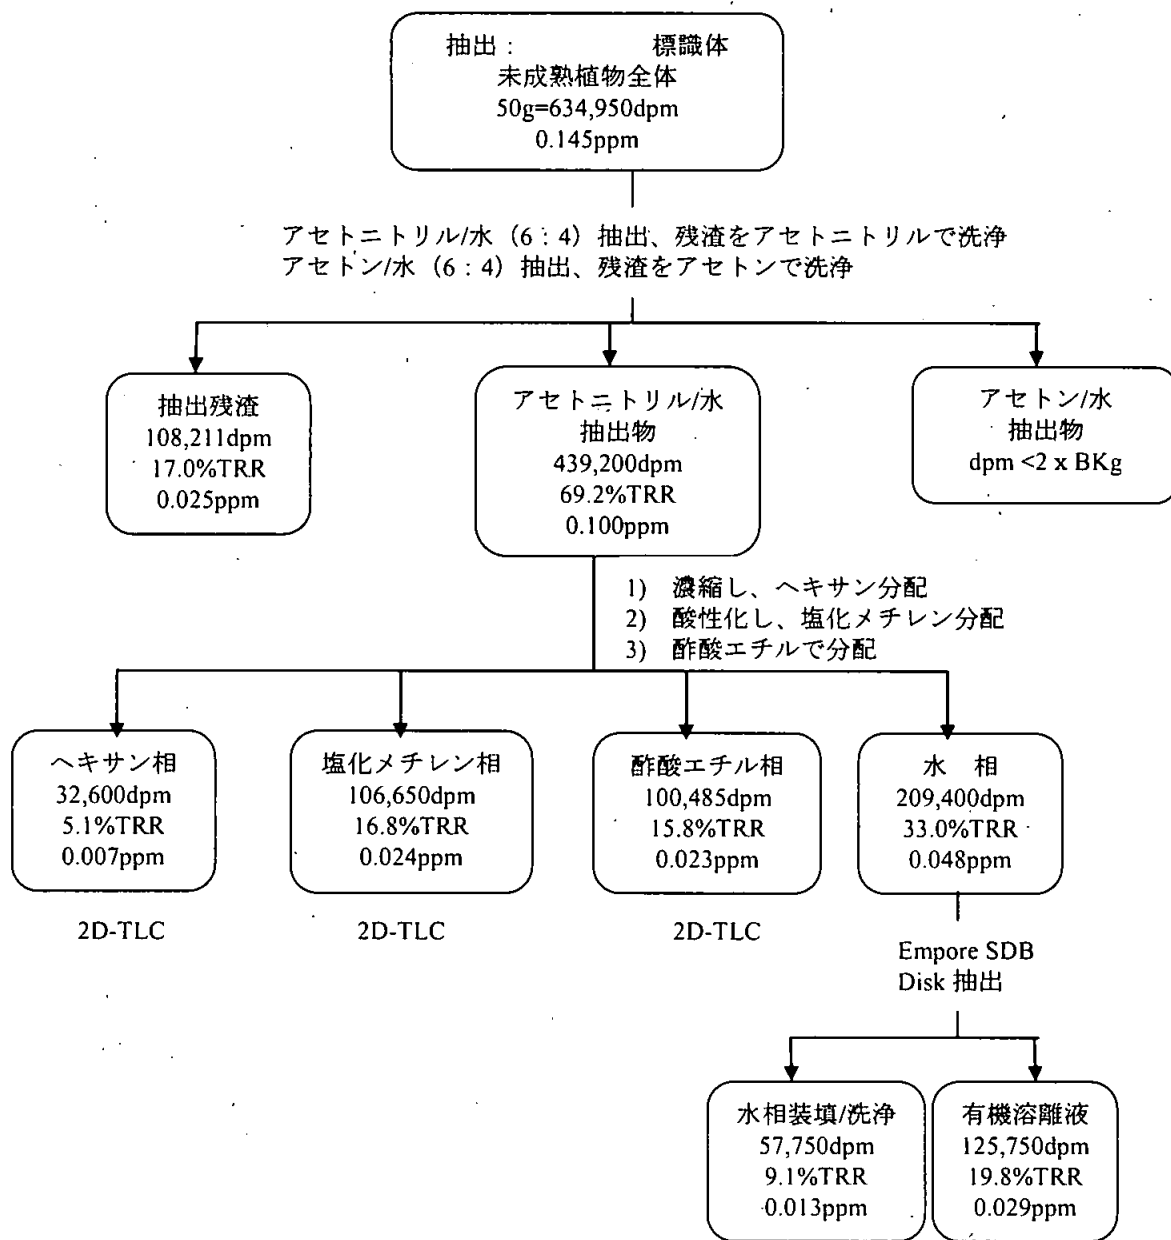 抽出： 標識体
未成熟植物全体
50g=634,950dpm
0.145ppm
アセトニトリル/水（6：4）抽出、残渣をアセトニトリルで洗浄
アセトン/水（6：4）抽出、残渣をアセトンで洗浄
抽出残渣
108,211dpm
17.0%TRR
0.025ppm
アセトニトリル/水
抽出物
439,200dpm
69.2%TRR
0.100ppm
アセトン/水
抽出物
dpm <2 x BKg
1) 濃縮し、ヘキサン分配
2) 酸性化し、塩化メチレン分配
3) 酢酸エチルで分配
ヘキサン相
32,600dpm
5.1%TRR
0.007ppm
塩化メチレン相
106,650dpm
16.8%TRR
0.024ppm
酢酸エチル相
100,485dpm
15.8%TRR
0.023ppm
水 相
209,400dpm
33.0%TRR
0.048ppm
2D-TLC
2D-TLC
2D-TLC
Empore SDB
Disk 抽出
水相装填/洗浄
57,750dpm
9.1%TRR
0.013ppm
有機溶離液
125,750dpm
19.8%TRR
0.029ppm